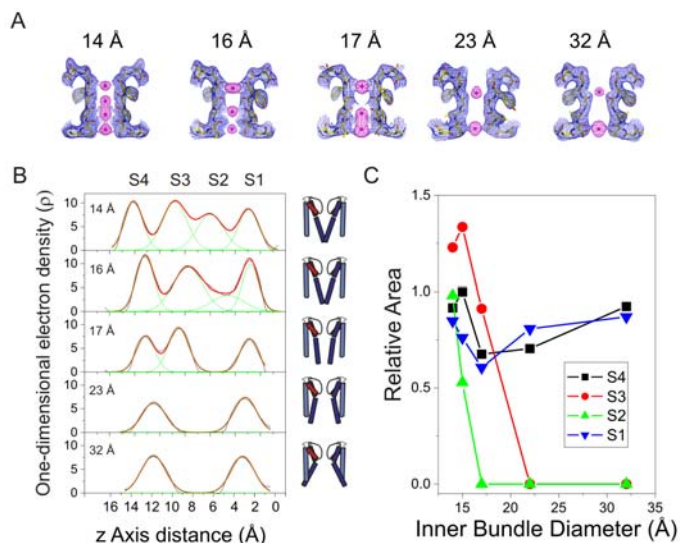 A
14 Å 16 Å 17 Å 23 Å 32 Å
B
S4 S3 S2 S1
One-dimensional electron density (ρ)
14 Å
10
5
0
16 Å
10
5
0
17 Å
10
5
0
23 Å
10
5
0
32 Å
10
5
0
16 14 12 10 8 6 4 2 0
z Axis distance (Å)
C
Relative Area
1.5
1.0
0.5
0.0
S4
S3
S2
S1
15 20 25 30 35
Inner Bundle Diameter (Å)